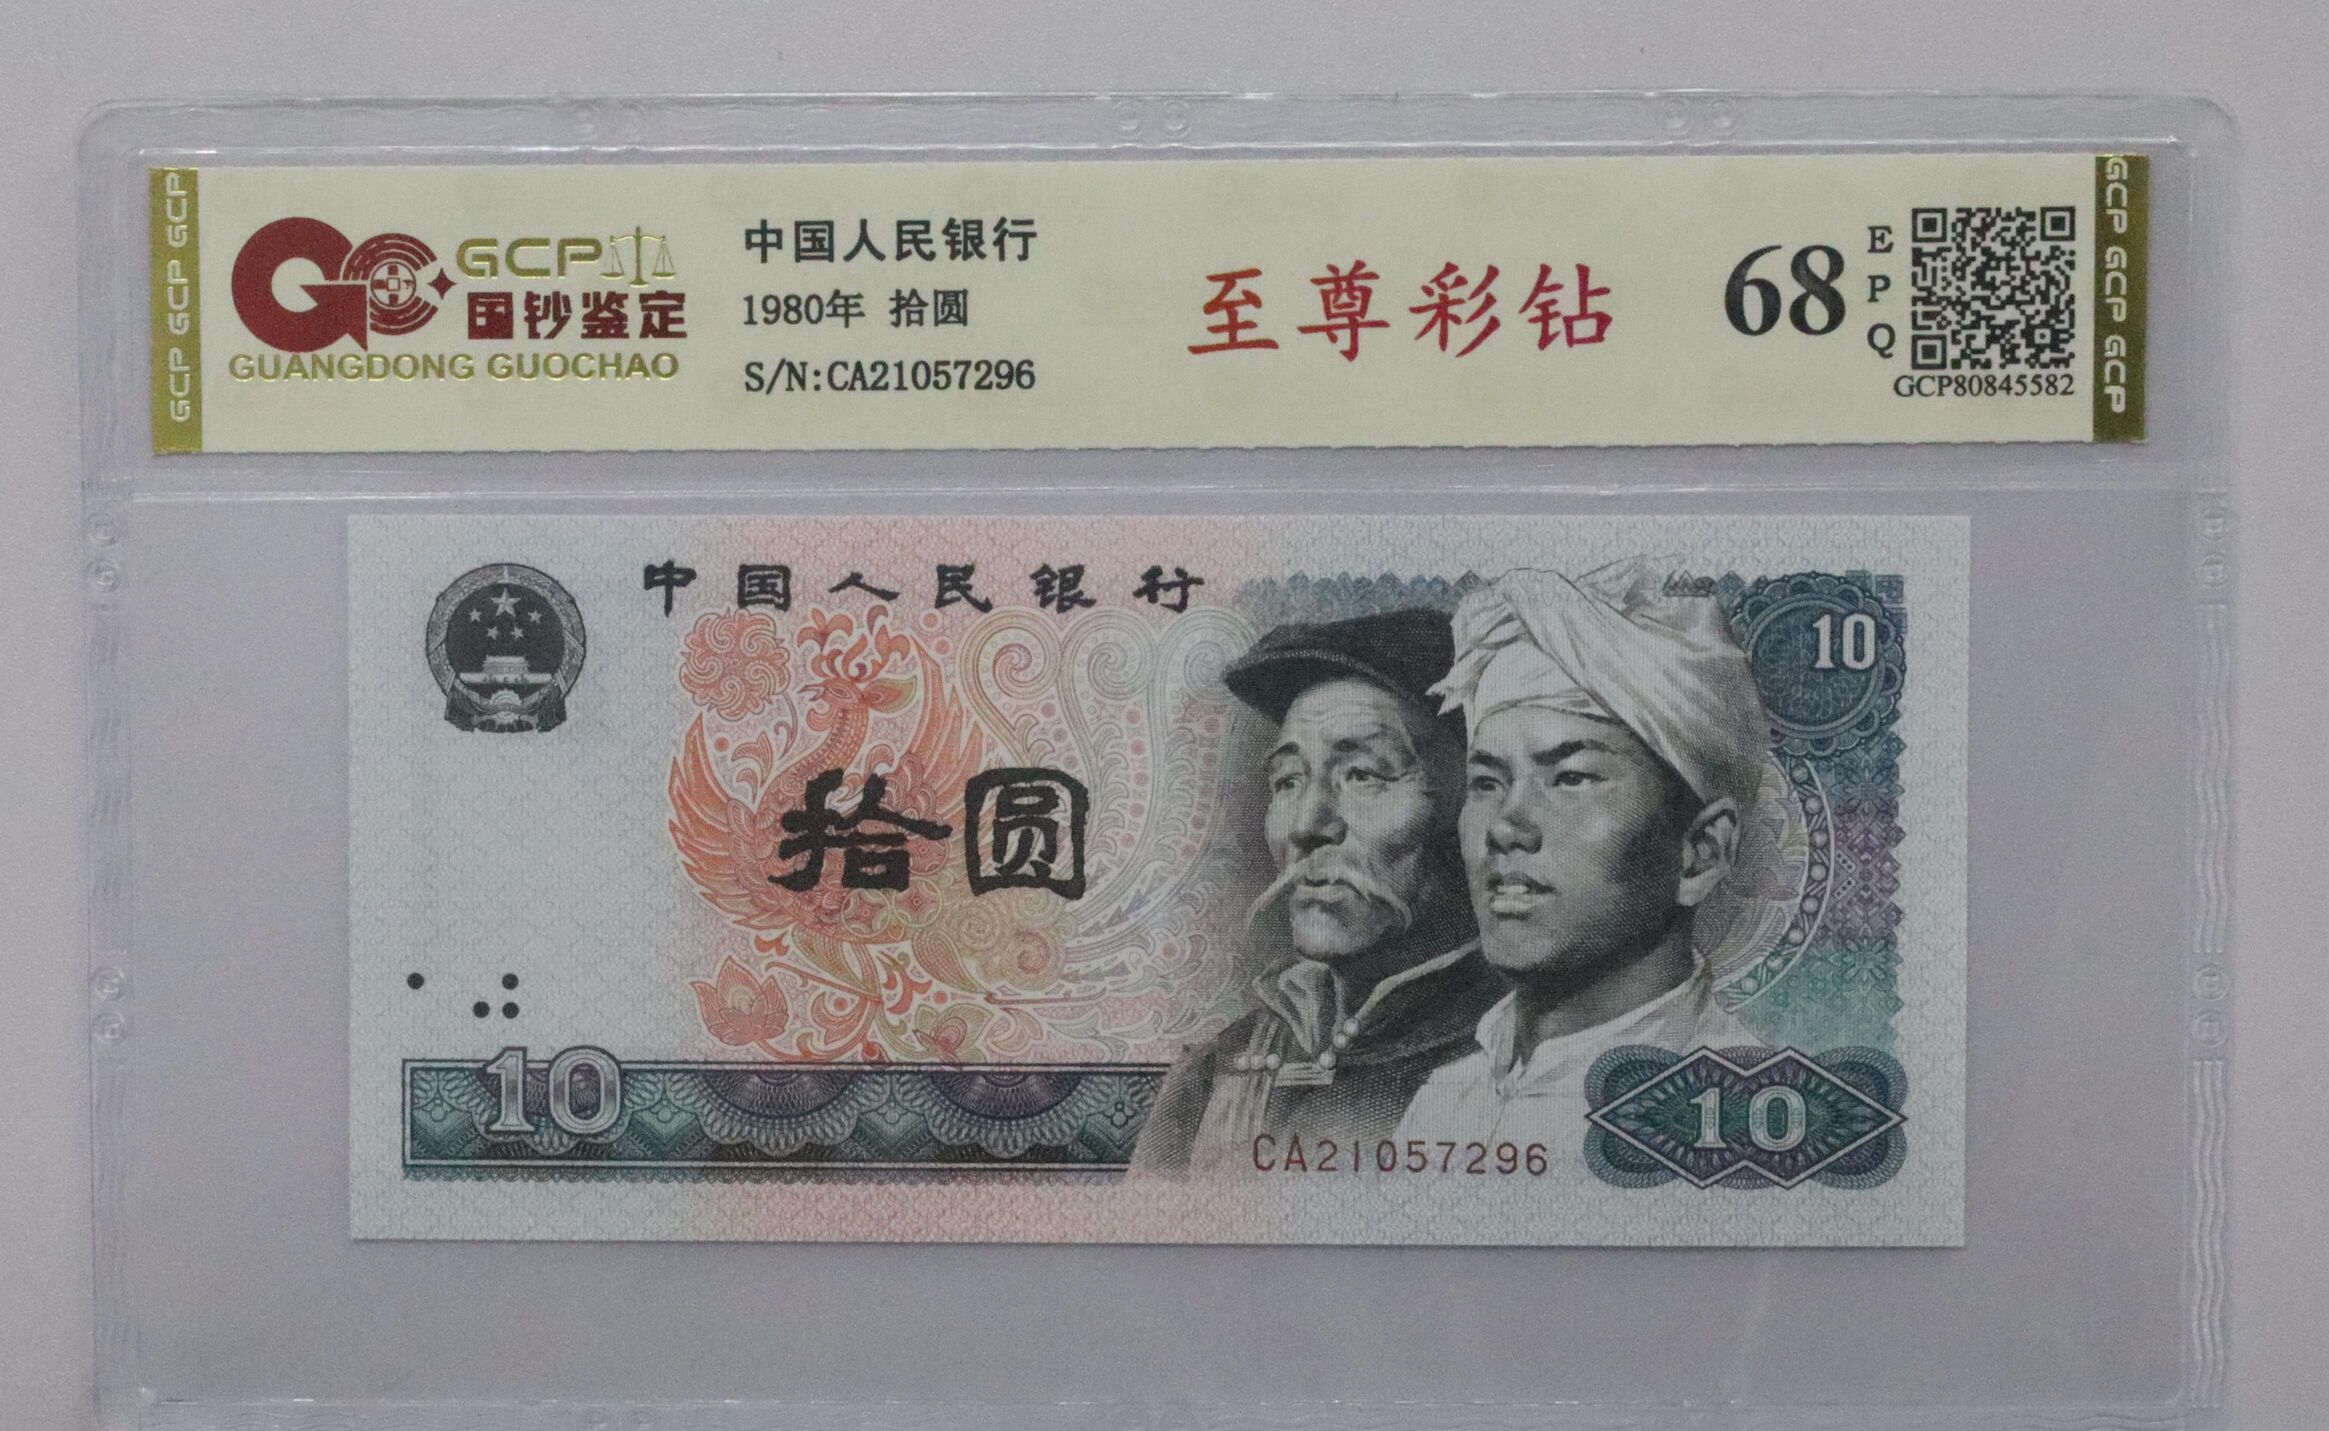 GCP GCP GCP
GCP
国钞鉴定
GUANGDONG GUOCHAO
中国人民银行
1980年 拾圆
S/N:CA21057296
至尊彩钻
68
EPQ
GCP80845582
GCP GCP GCP
中国人民银行
10
拾圆
10
CA21057296
10